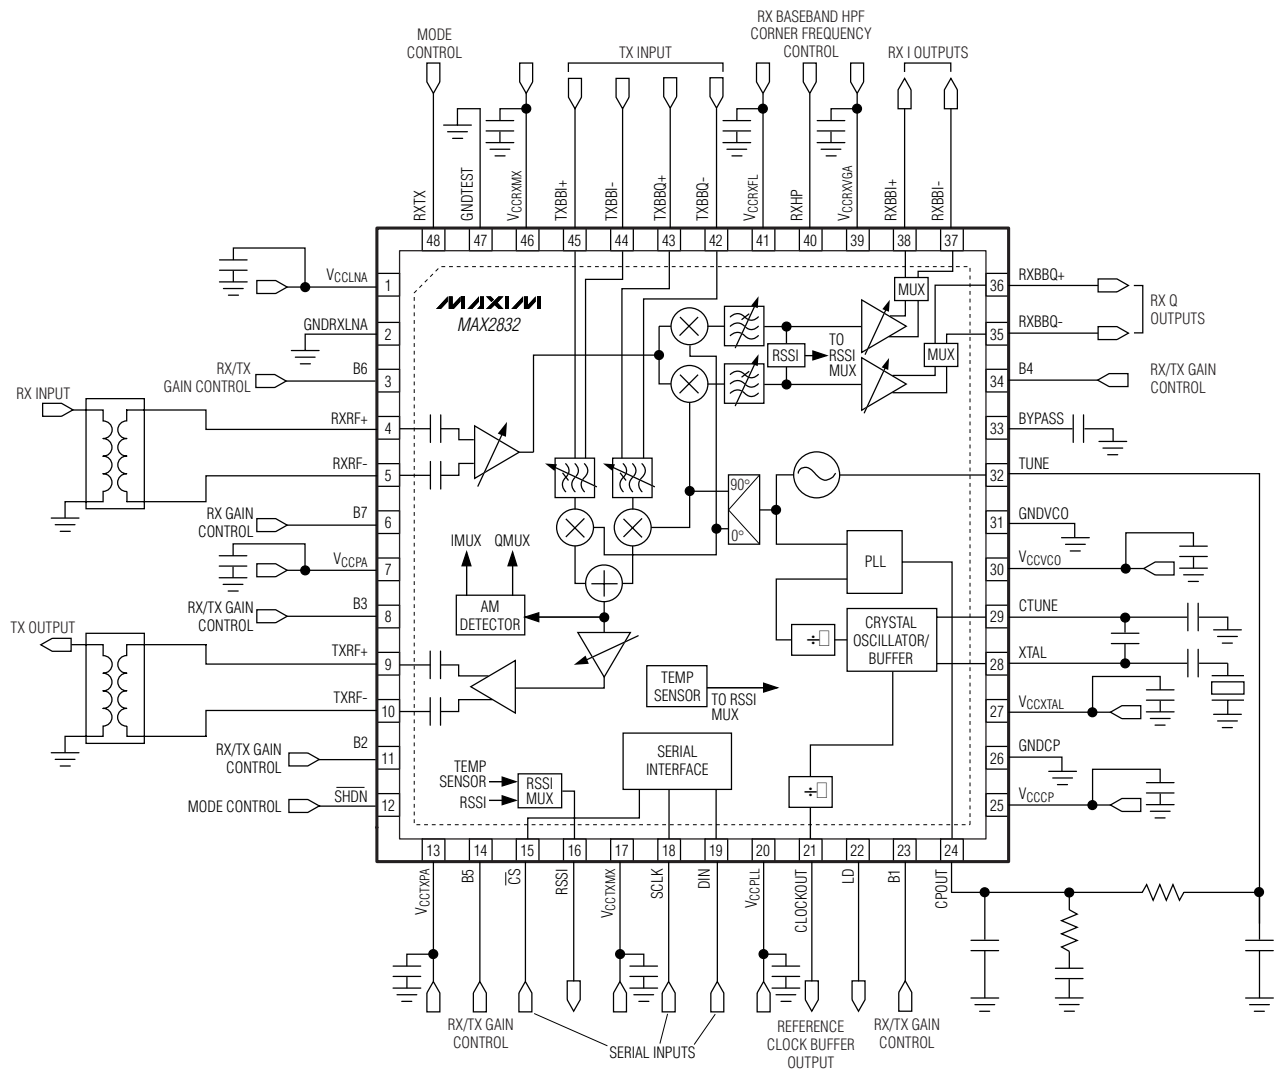 MODE
CONTROL
TX INPUT
RX BASEBAND HPF
CORNER FREQUENCY
CONTROL
RX I OUTPUTS
RXTX
GNDTEST
VCCRXMX
TXBBI+
TXBBI-
TXBBQ+
TXBBQ-
VCCRXFL
RXHP
VCCRXVGA
RXBBI+
RXBBI-
48
47
46
45
44
43
42
41
40
39
38
37
VCCLNA
1
GNDRXLNA
2
RX/TX
GAIN CONTROL
B6
3
RX INPUT
RXRF+
4
RXRF-
5
RX GAIN
CONTROL
B7
6
VCCPA
7
RX/TX GAIN
CONTROL
B3
8
TX OUTPUT
TXRF+
9
TXRF-
10
RX/TX GAIN
CONTROL
B2
11
MODE CONTROL
SHDN
12
MAXIM
MAX2832
MUX
MUX
RSSI
TO
RSSI
MUX
90°
0°
IMUX
QMUX
AM
DETECTOR
PLL
CRYSTAL
OSCILLATOR/
BUFFER
÷□
TEMP
SENSOR
TO RSSI
MUX
SERIAL
INTERFACE
TEMP
SENSOR
RSSI
RSSI
MUX
÷□
36
RXBBQ+
RX Q
OUTPUTS
35
RXBBQ-
34
B4
RX/TX GAIN
CONTROL
33
BYPASS
32
TUNE
31
GNDVCO
30
VCCVCO
29
CTUNE
28
XTAL
27
VCCXTAL
26
GNDCP
25
VCCCP
13
14
15
16
17
18
19
20
21
22
23
24
VCCTXPA
B5
CS
RSSI
VCCTXMX
SCLK
DIN
VCCPLL
CLOCKOUT
LD
B1
CPOUT
RX/TX GAIN
CONTROL
SERIAL INPUTS
REFERENCE
CLOCK BUFFER
OUTPUT
RX/TX GAIN
CONTROL